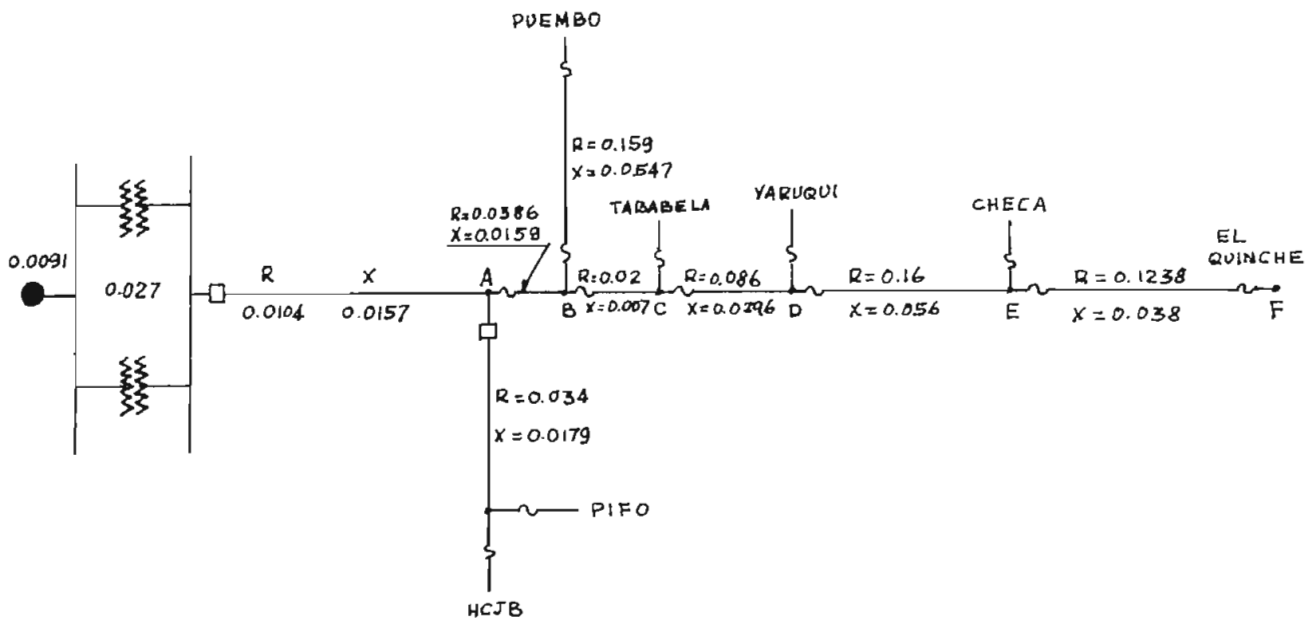 PUEMBO
R=0.159
X=0.0547
R=0.0386
X=0.0159
TABABELA
YARUQUI
CHECA
EL
QUINCHE
0.0091
0.027
R X
0.0104 0.0157
A
B
R=0.02
X=0.007
C
R=0.086
X=0.0296
D
R=0.16
X=0.056
E
R=0.1238
X=0.038
F
R=0.034
X=0.0179
PIFO
HCJB